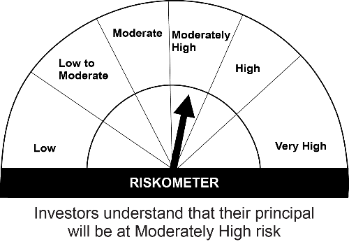 Moderate
Moderately
High
Low to
Moderate
High
Low
Very High
RISKOMETER
Investors understand that their principal
will be at Moderately High risk